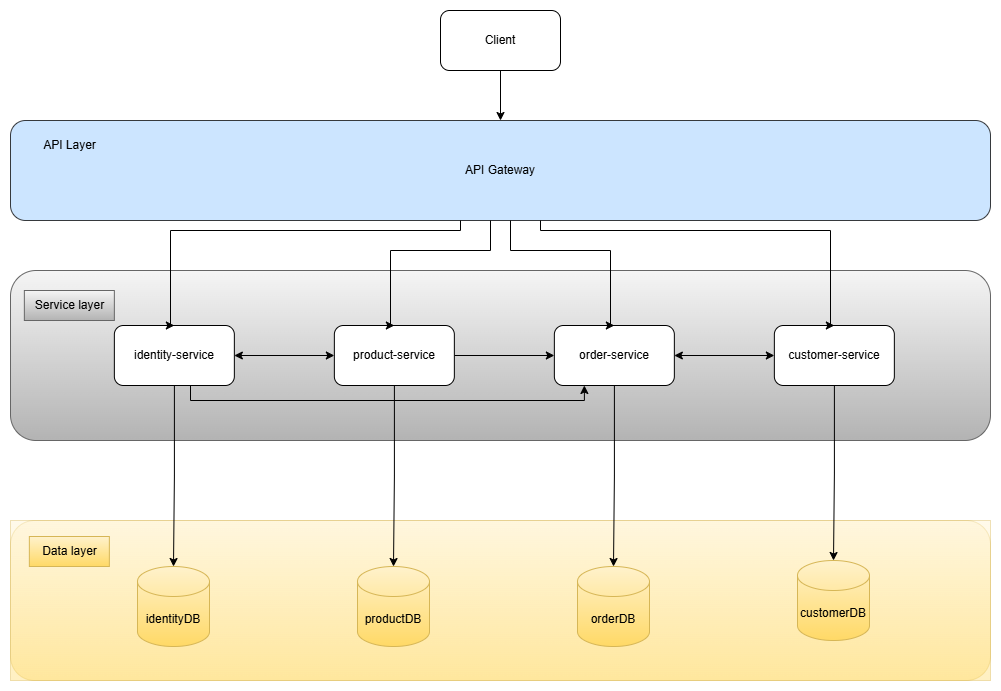 Client
API Layer
API Gateway
Service layer
identity-service
product-service
order-service
customer-service
Data layer
identityDB
productDB
orderDB
customerDB